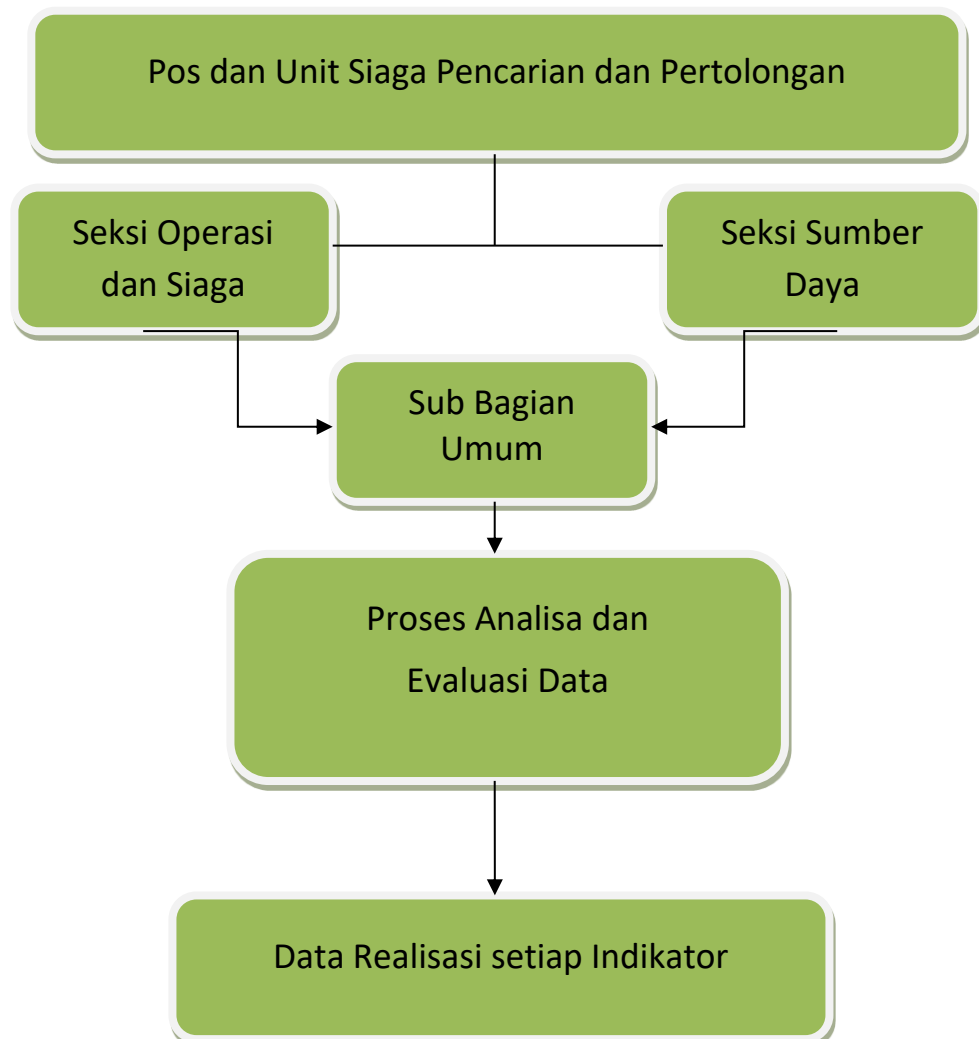 Pos dan Unit Siaga Pencarian dan Pertolongan
Seksi Operasi
dan Siaga
Seksi Sumber
Daya
Sub Bagian
Umum
Proses Analisa dan
Evaluasi Data
Data Realisasi setiap Indikator